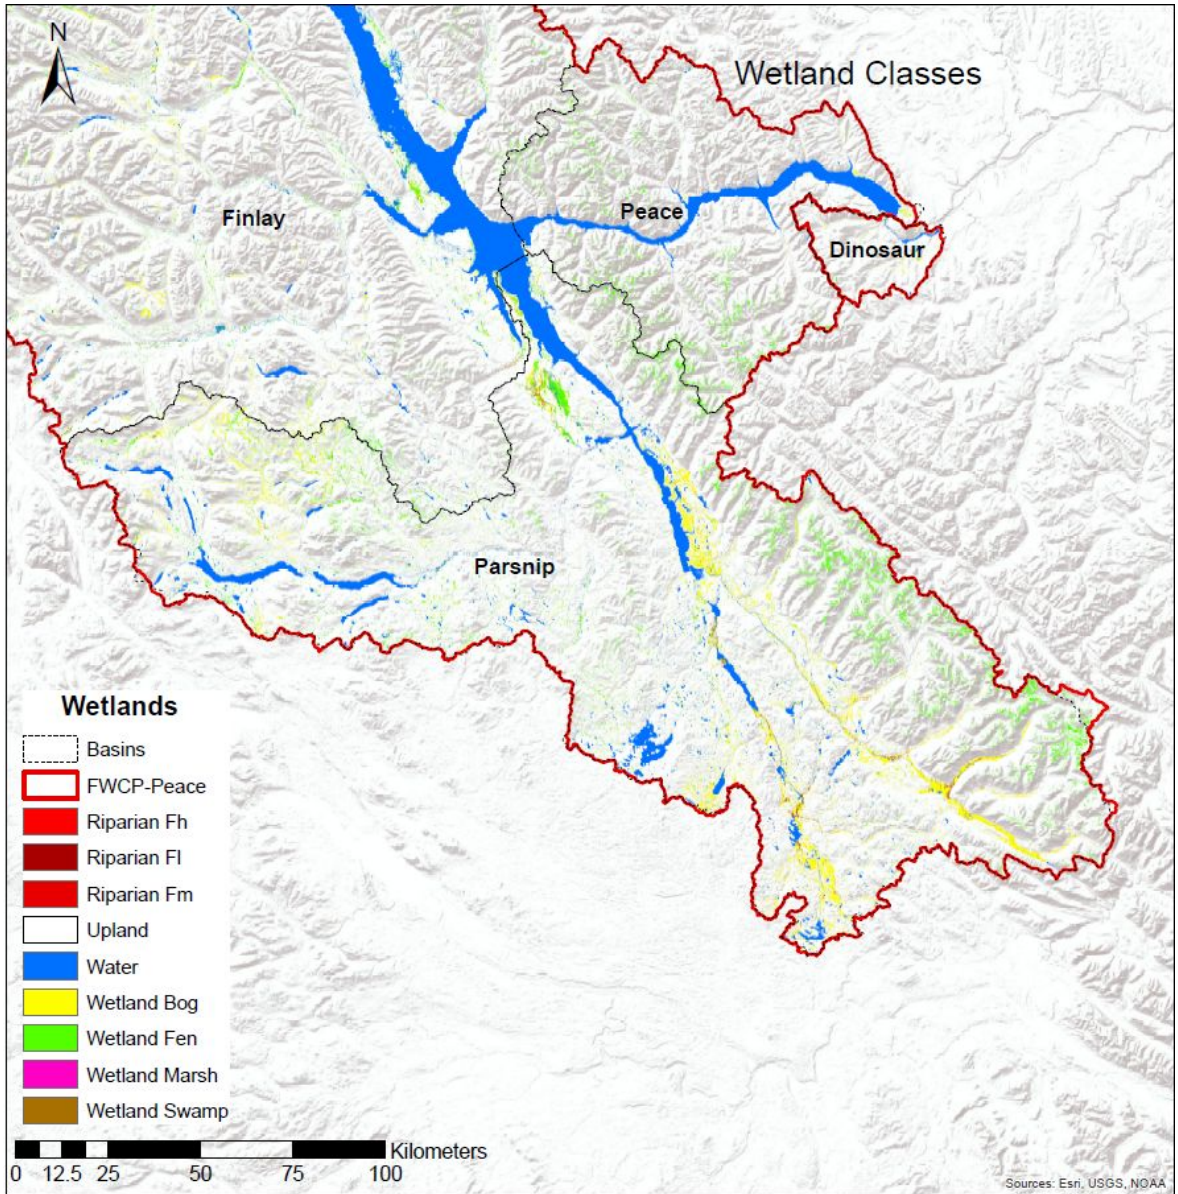 N
Wetland Classes
Finlay
Peace
Dinosaur
Parsnip
Wetlands
Basins
FWCP-Peace
Riparian Fh
Riparian Fl
Riparian Fm
Upland
Water
Wetland Bog
Wetland Fen
Wetland Marsh
Wetland Swamp
Kilometers
0 12.5 25 50 75 100
Sources: Esri, USGS, NOAA